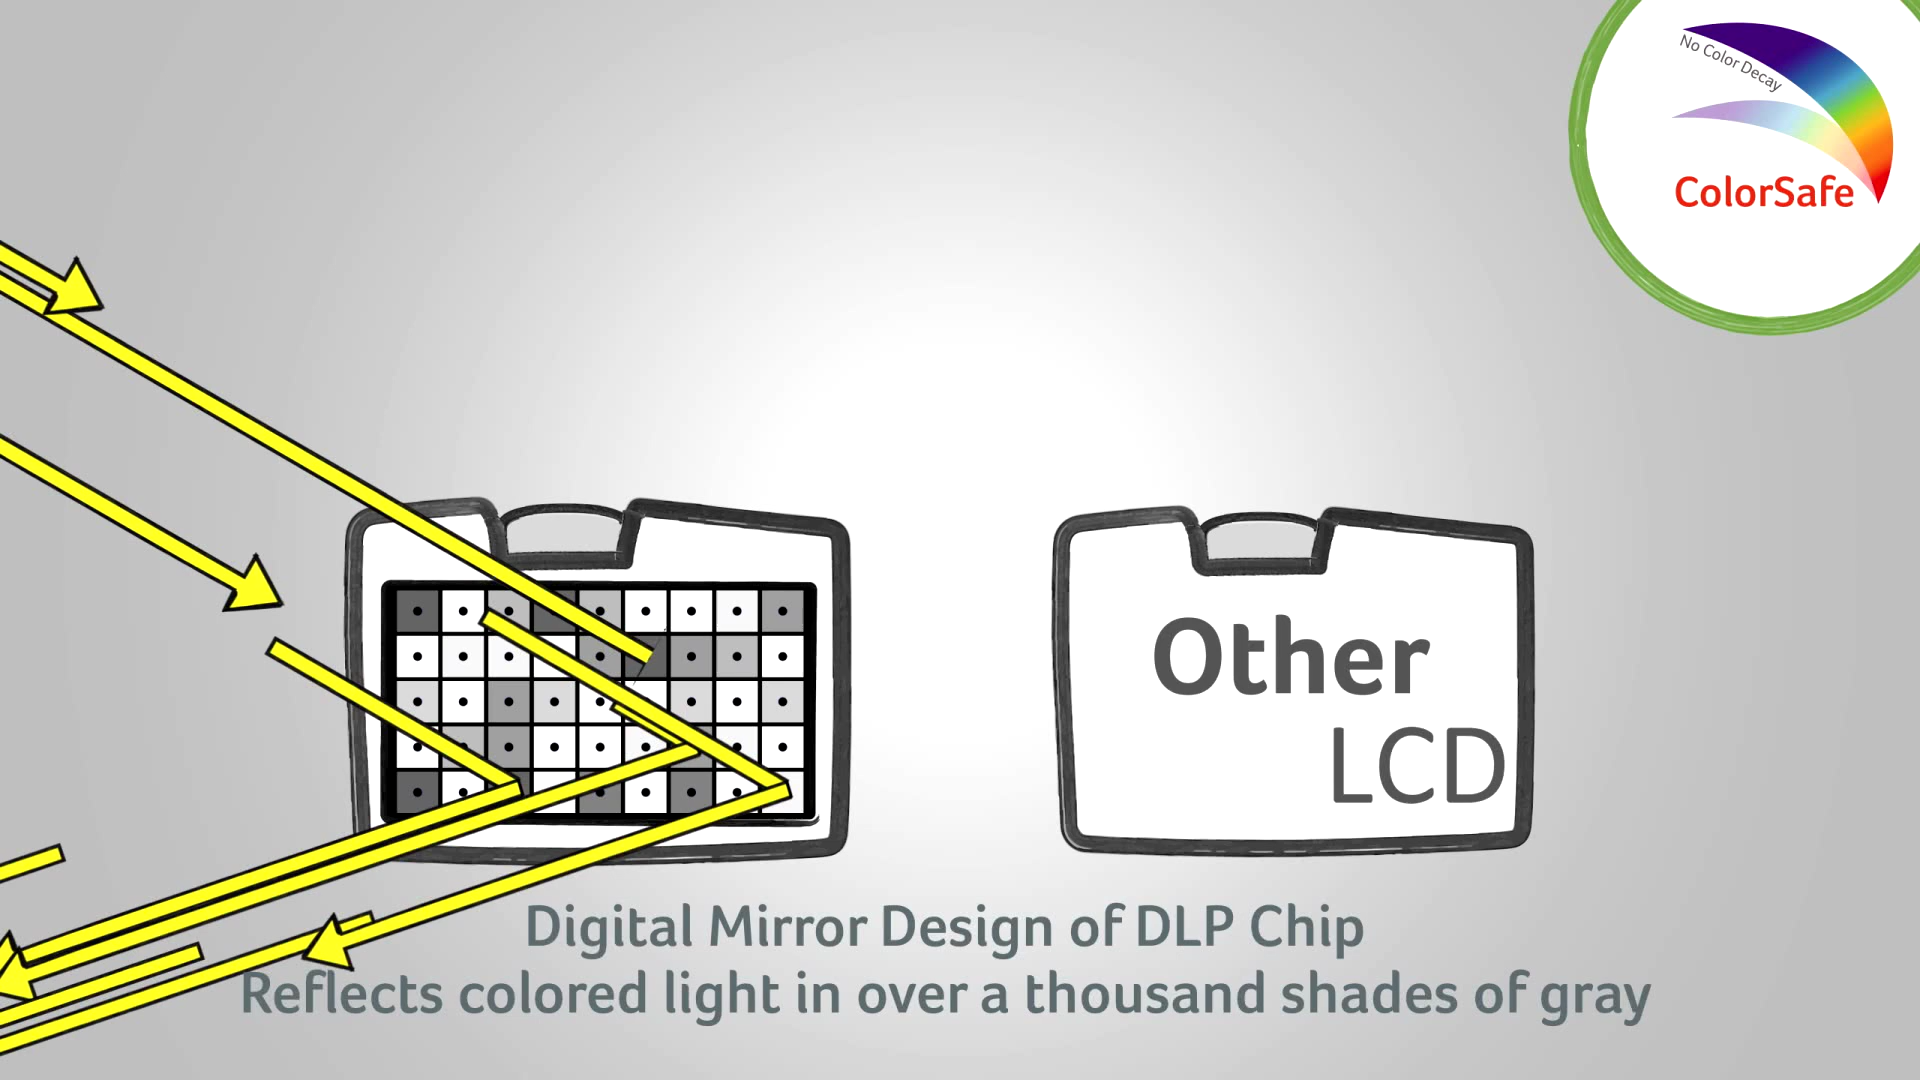 No Color Decay
ColorSafe
Other
LCD
Digital Mirror Design of DLP Chip
Reflects colored light in over a thousand shades of gray